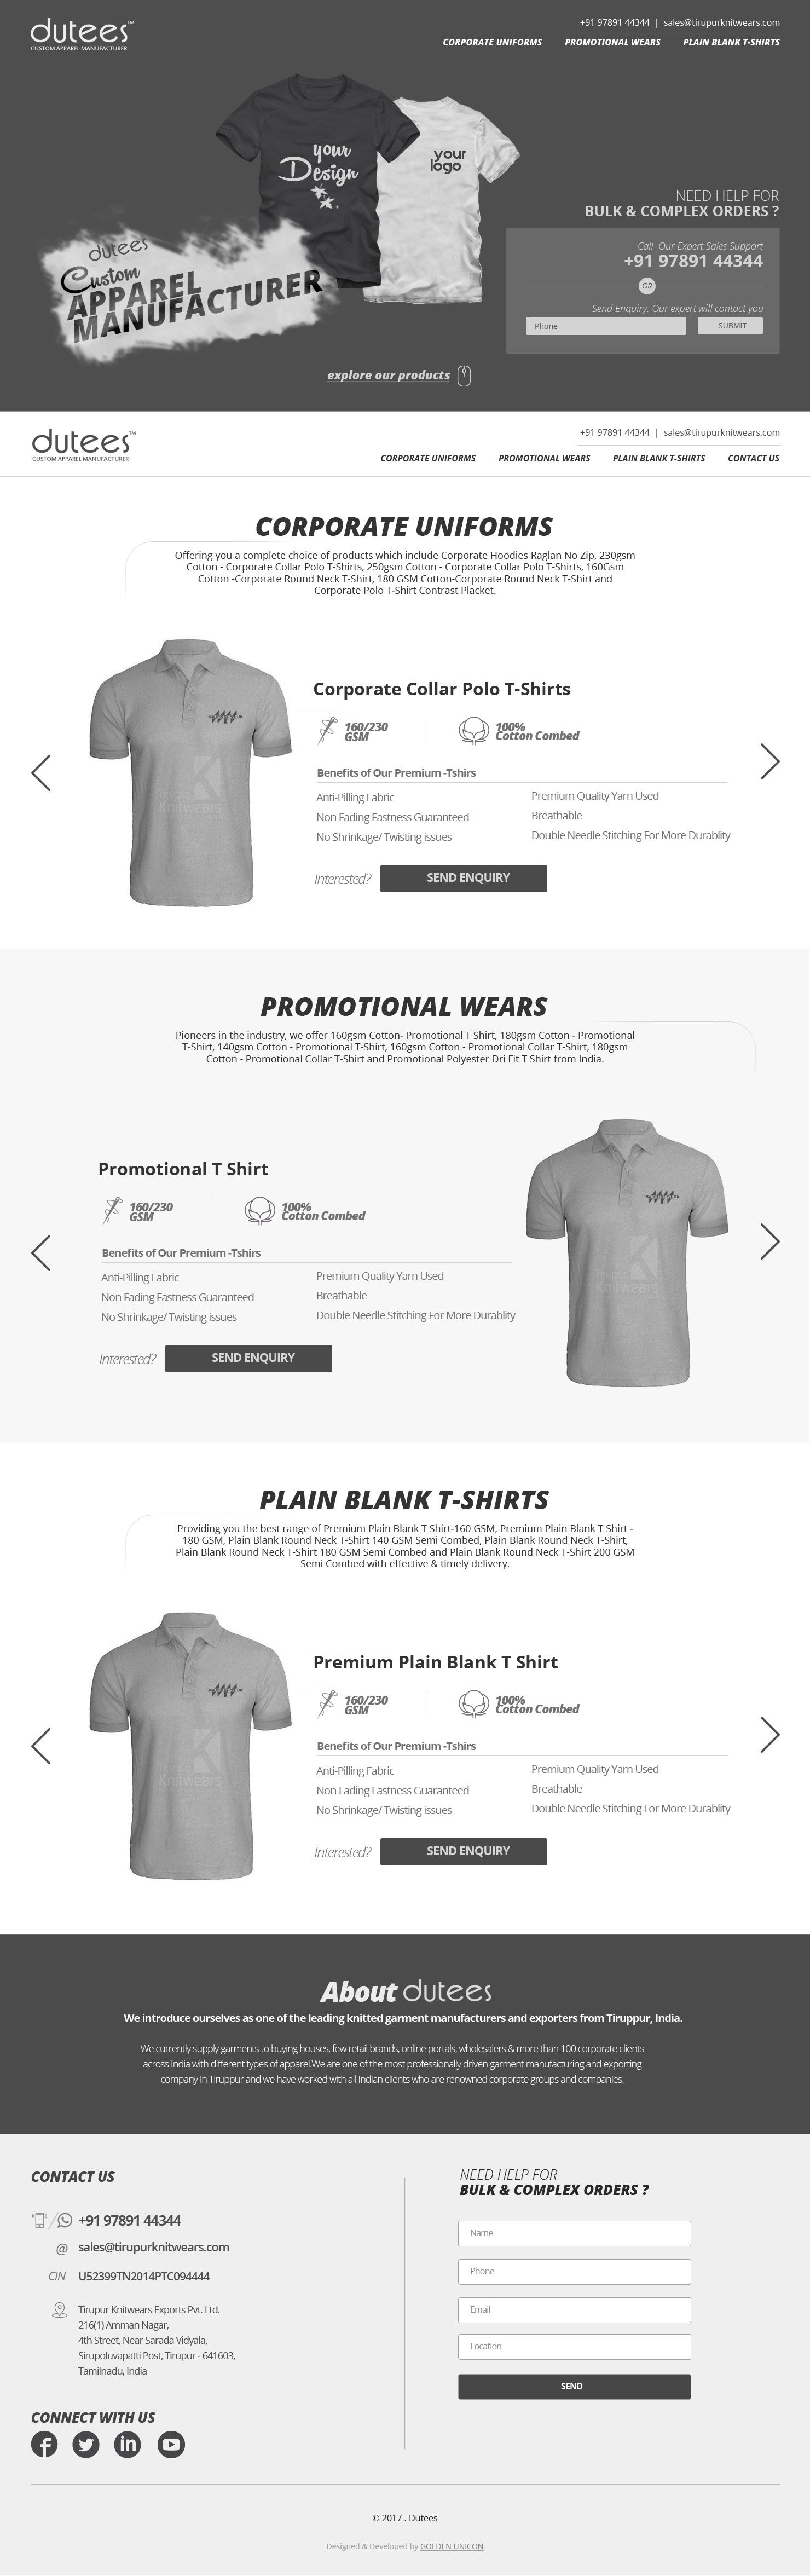 dutees™
CUSTOM APPAREL MANUFACTURER
+91 97891 44344 | sales@tirupurknitwears.com
CORPORATE UNIFORMS PROMOTIONAL WEARS PLAIN BLANK T-SHIRTS
your
Design
your
logo
NEED HELP FOR
BULK & COMPLEX ORDERS ?
dutees
Custom
APPAREL
MANUFACTURER
Call Our Expert Sales Support
+91 97891 44344
OR
Send Enquiry. Our expert will contact you
Phone SUBMIT
explore our products
dutees™
CUSTOM APPAREL MANUFACTURER
+91 97891 44344 | sales@tirupurknitwears.com
CORPORATE UNIFORMS PROMOTIONAL WEARS PLAIN BLANK T-SHIRTS CONTACT US
CORPORATE UNIFORMS
Offering you a complete choice of products which include Corporate Hoodies Raglan No Zip, 230gsm
Cotton - Corporate Collar Polo T-Shirts, 250gsm Cotton - Corporate Collar Polo T-Shirts, 160Gsm
Cotton -Corporate Round Neck T-Shirt, 180 GSM Cotton-Corporate Round Neck T-Shirt and
Corporate Polo T-Shirt Contrast Placket.
Corporate Collar Polo T-Shirts
160/230
GSM
100%
Cotton Combed
Benefits of Our Premium -Tshirs
Anti-Pilling Fabric Premium Quality Yarn Used
Non Fading Fastness Guaranteed Breathable
No Shrinkage/ Twisting issues Double Needle Stitching For More Durablity
Tirupur
Knitwears
Interested? SEND ENQUIRY
PROMOTIONAL WEARS
Pioneers in the industry, we offer 160gsm Cotton- Promotional T Shirt, 180gsm Cotton - Promotional
T-Shirt, 140gsm Cotton - Promotional T-Shirt, 160gsm Cotton - Promotional Collar T-Shirt, 180gsm
Cotton - Promotional Collar T-Shirt and Promotional Polyester Dri Fit T Shirt from India.
Promotional T Shirt
160/230
GSM
100%
Cotton Combed
Benefits of Our Premium -Tshirs
Anti-Pilling Fabric Premium Quality Yarn Used
Non Fading Fastness Guaranteed Breathable
No Shrinkage/ Twisting issues Double Needle Stitching For More Durablity
Tirupur
Knitwears
Interested? SEND ENQUIRY
PLAIN BLANK T-SHIRTS
Providing you the best range of Premium Plain Blank T Shirt-160 GSM, Premium Plain Blank T Shirt -
180 GSM, Plain Blank Round Neck T-Shirt 140 GSM Semi Combed, Plain Blank Round Neck T-Shirt,
Plain Blank Round Neck T-Shirt 180 GSM Semi Combed and Plain Blank Round Neck T-Shirt 200 GSM
Semi Combed with effective & timely delivery.
Premium Plain Blank T Shirt
160/230
GSM
100%
Cotton Combed
Benefits of Our Premium -Tshirs
Anti-Pilling Fabric Premium Quality Yarn Used
Non Fading Fastness Guaranteed Breathable
No Shrinkage/ Twisting issues Double Needle Stitching For More Durablity
Tirupur
Knitwears
Interested? SEND ENQUIRY
About dutees
We introduce ourselves as one of the leading knitted garment manufacturers and exporters from Tiruppur, India.
We currently supply garments to buying houses, few retail brands, online portals, wholesalers & more than 100 corporate clients
across India with different types of apparel.We are one of the most professionally driven garment manufacturing and exporting
company in Tiruppur and we have worked with all Indian clients who are renowned corporate groups and companies.
CONTACT US
+91 97891 44344
@ sales@tirupurknitwears.com
CIN U52399TN2014PTC094444
Tirupur Knitwears Exports Pvt. Ltd.
216(1) Amman Nagar,
4th Street, Near Sarada Vidyala,
Sirupoluvapatti Post, Tirupur - 641603,
Tamilnadu, India
CONNECT WITH US
NEED HELP FOR
BULK & COMPLEX ORDERS ?
Name
Phone
Email
Location
SEND
© 2017 . Dutees
Designed & Developed by GOLDEN UNICON